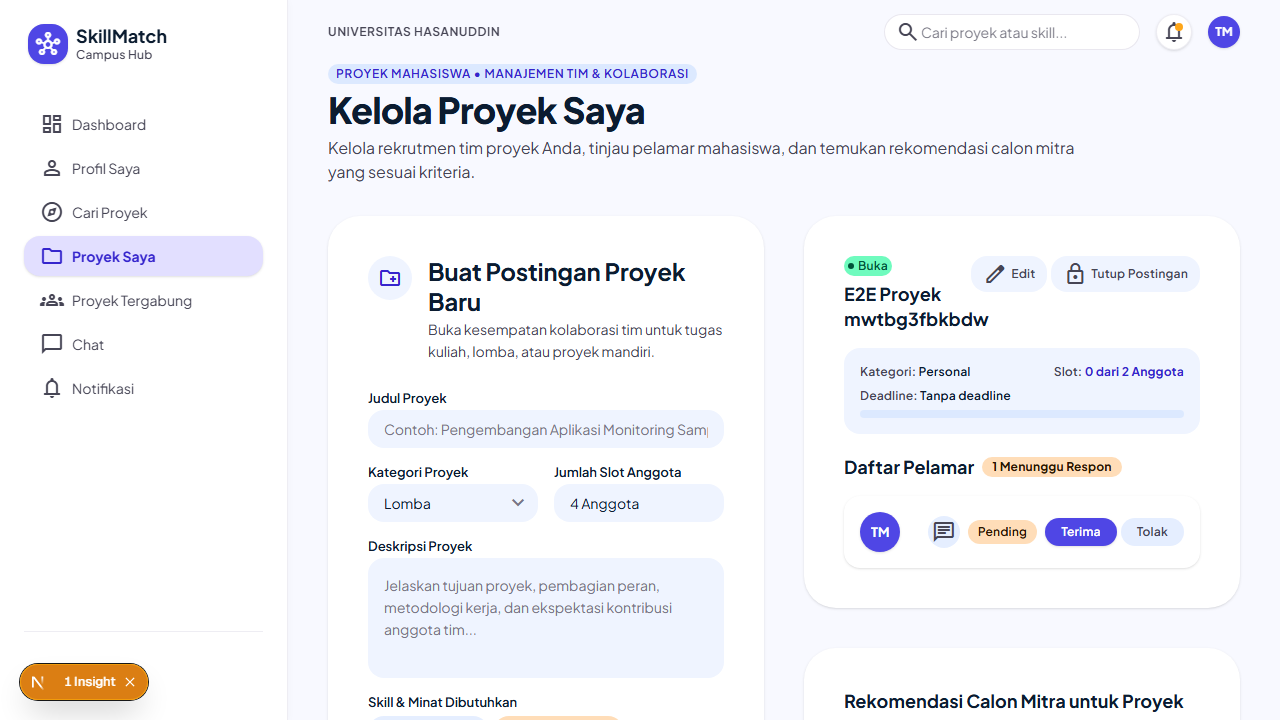 SkillMatch
Campus Hub
Dashboard
Profil Saya
Cari Proyek
Proyek Saya
Proyek Tergabung
Chat
Notifikasi
1 Insight
UNIVERSITAS HASANUDDIN
Cari proyek atau skill...
TM
PROYEK MAHASISWA • MANAJEMEN TIM & KOLABORASI
Kelola Proyek Saya
Kelola rekrutmen tim proyek Anda, tinjau pelamar mahasiswa, dan temukan rekomendasi calon mitra
yang sesuai kriteria.
Buat Postingan Proyek
Baru
Buka kesempatan kolaborasi tim untuk tugas
kuliah, lomba, atau proyek mandiri.
Judul Proyek
Contoh: Pengembangan Aplikasi Monitoring Sam
Kategori Proyek
Jumlah Slot Anggota
Lomba
4 Anggota
Deskripsi Proyek
Jelaskan tujuan proyek, pembagian peran,
metodologi kerja, dan ekspektasi kontribusi
anggota tim...
Skill & Minat Dibutuhkan
Buka
Edit
Tutup Postingan
E2E Proyek
mwtbg3fbkbdw
Kategori: Personal
Slot: 0 dari 2 Anggota
Deadline: Tanpa deadline
Daftar Pelamar
1 Menunggu Respon
TM
Pending
Terima
Tolak
Rekomendasi Calon Mitra untuk Proyek